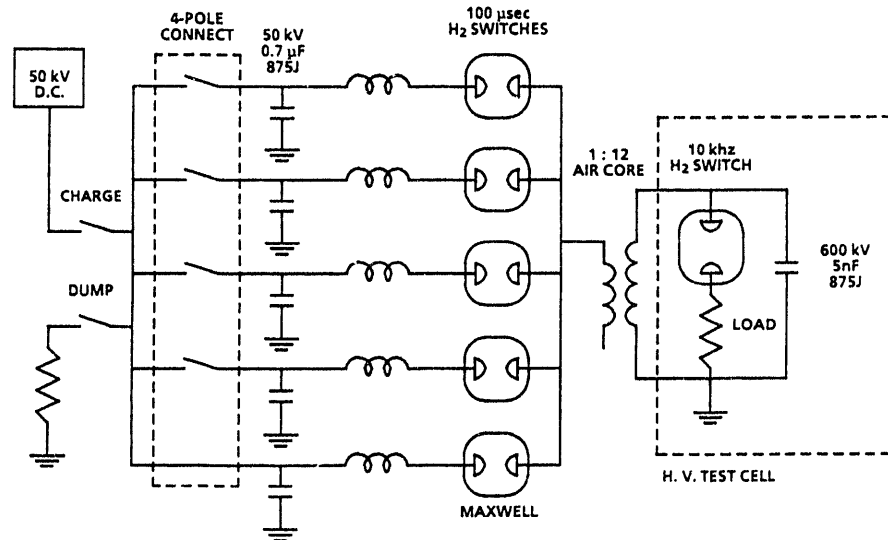 4-POLE
CONNECT
50 kV
0.7 µF
875J
100 µsec
H₂ SWITCHES
50 kV
D.C.
CHARGE
DUMP
1 : 12
AIR CORE
10 khz
H₂ SWITCH
600 kV
5nF
875J
LOAD
MAXWELL
H. V. TEST CELL